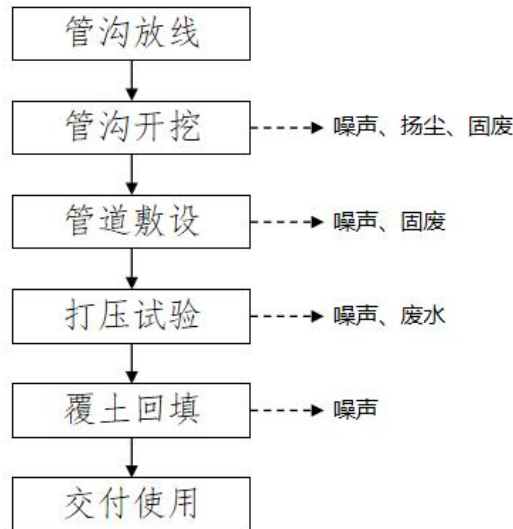 管沟放线
管沟开挖 噪声、扬尘、固废
管道敷设 噪声、固废
打压试验 噪声、废水
覆土回填 噪声
交付使用